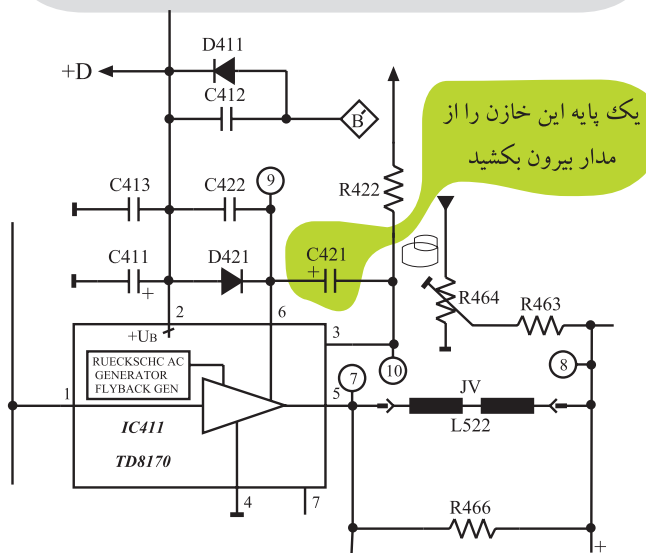 D411
+D
C412
B́
یک پایه این خازن را از
مدار بیرون بکشید
C413
C422
9
R422
C411
+
D421
C421
+
R464
R463
2
6
+UB
3
RUECKSCHC AC
GENERATOR
FLYBACK GEN
10
8
7
1
5
JV
IC411
L522
TD8170
4
7
R466
+